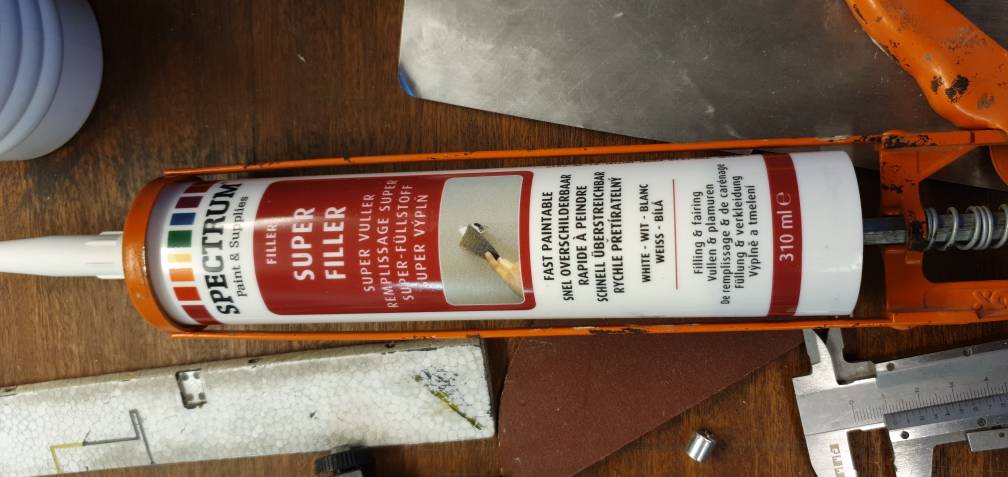 SPECTRUM
Paint & Supplies
FILLER
SUPER
FILLER
SUPER VULLER
REMPLISSAGE SUPER
SUPER-FÜLLSTOFF
SUPER VÝPLŇ
FAST PAINTABLE
SNEL OVERSCHILDERBAAR
RAPIDE À PEINDRE
SCHNELL ÜBERSTREICHBAR
RYCHLE PŘETÍRATELNÝ
WHITE - WIT - BLANC
WEISS - BÍLÁ
Filling & fairing
Vullen & plamuren
De remplissage & de carénage
Füllung & verkleidung
Výplně a tmelení
310 ml ℮